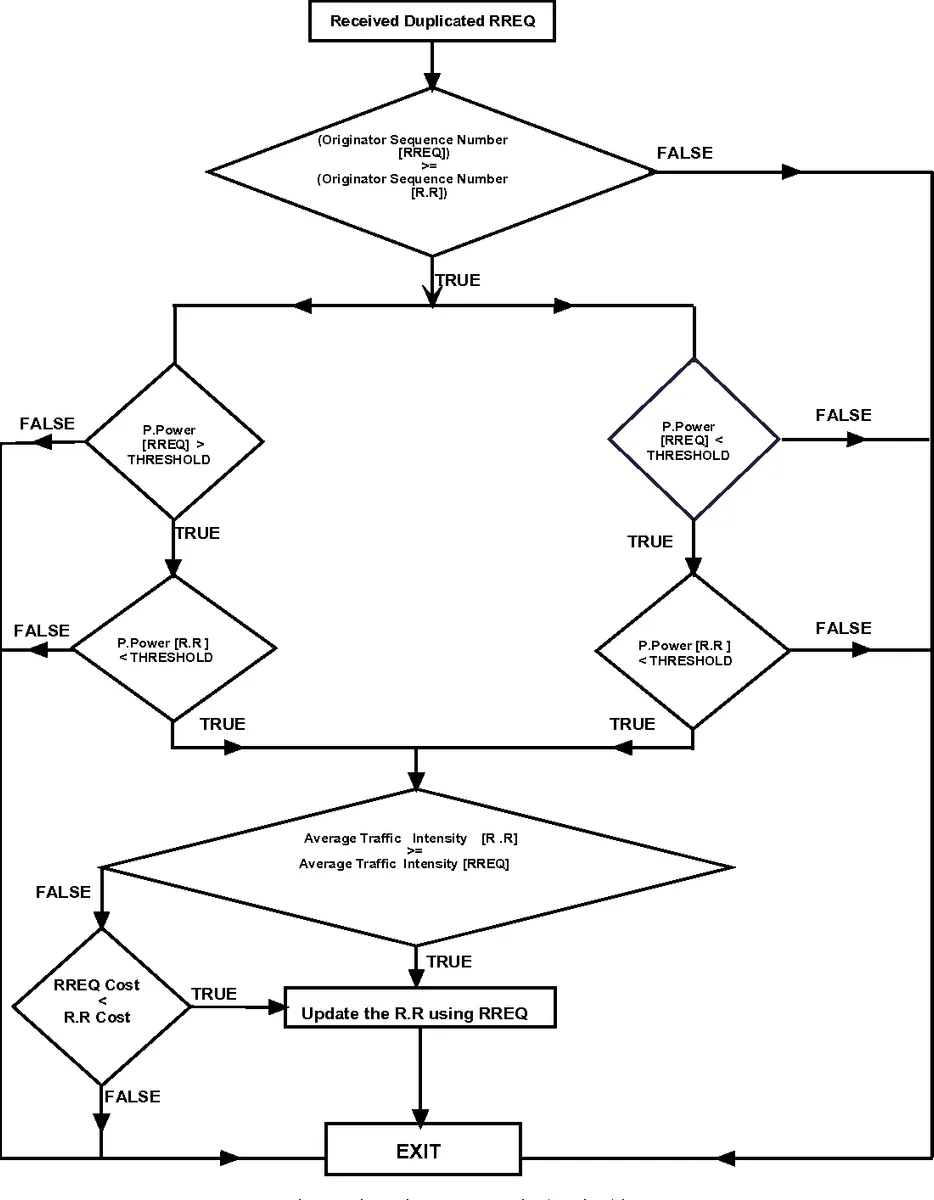 Received Duplicated RREQ
(Originator Sequence Number
[RREQ])
>=
(Originator Sequence Number
[R.R])
FALSE
TRUE
FALSE
P.Power
[RREQ] >
THRESHOLD
P.Power
[RREQ] <
THRESHOLD
FALSE
TRUE
TRUE
FALSE
P.Power [R.R ]
< THRESHOLD
P.Power [R.R ]
< THRESHOLD
FALSE
TRUE
TRUE
Average Traffic Intensity [R .R]
>=
Average Traffic Intensity [RREQ]
FALSE
TRUE
RREQ Cost
<
R.R Cost
TRUE
Update the R.R using RREQ
FALSE
EXIT